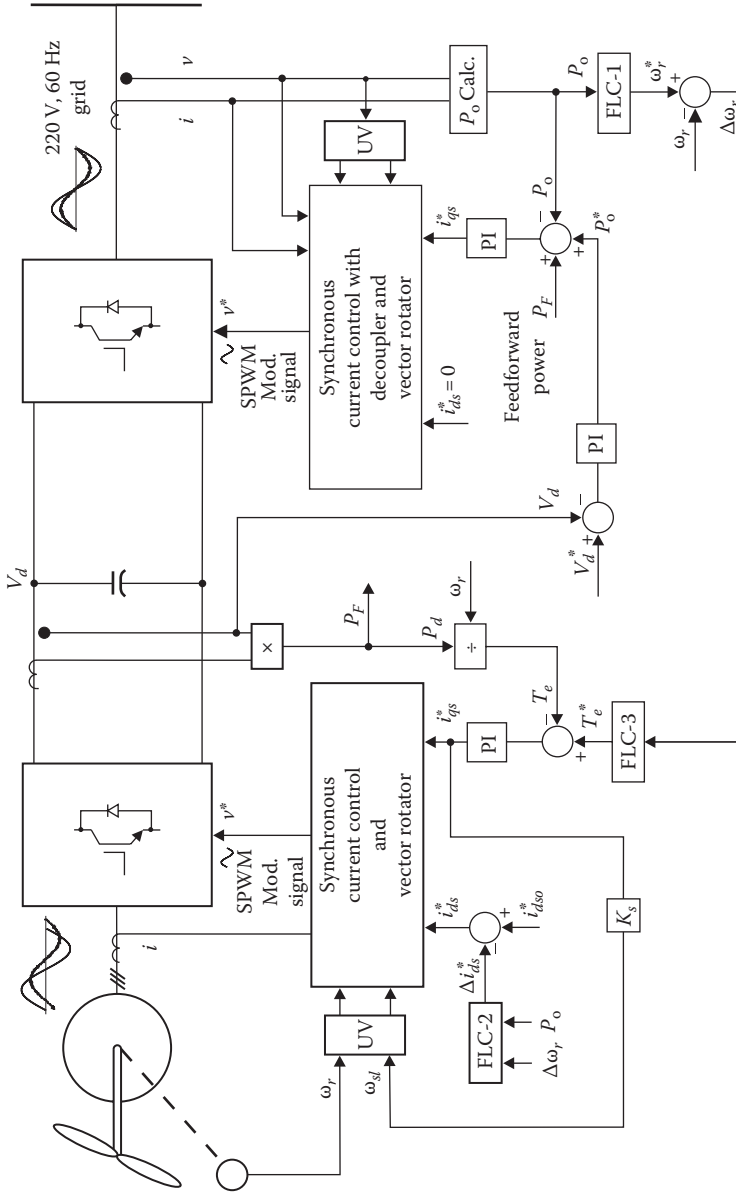 220 V, 60 Hz
grid
V_d
i
i
v
SPWM
Mod.
signal
v*
SPWM
Mod.
signal
v*
UV
ω_r
ω_sl
Synchronous
current control
and
vector rotator
×
P_F
P_d
÷
ω_r
T_e
−
+
T_e*
FLC-3
PI
i_qs*
i_ds*
−
+
i_dso*
Δi_ds*
FLC-2
Δω_r
P_o
K_s
Synchronous
current control with
decoupler and
vector rotator
UV
i_ds* = 0
i_qs*
PI
Feedforward
power
P_F
+
−
+
P_o
P_o*
V_d
V_d*
+
−
PI
P_o Calc.
P_o
FLC-1
ω_r*
+
ω_r
−
Δω_r